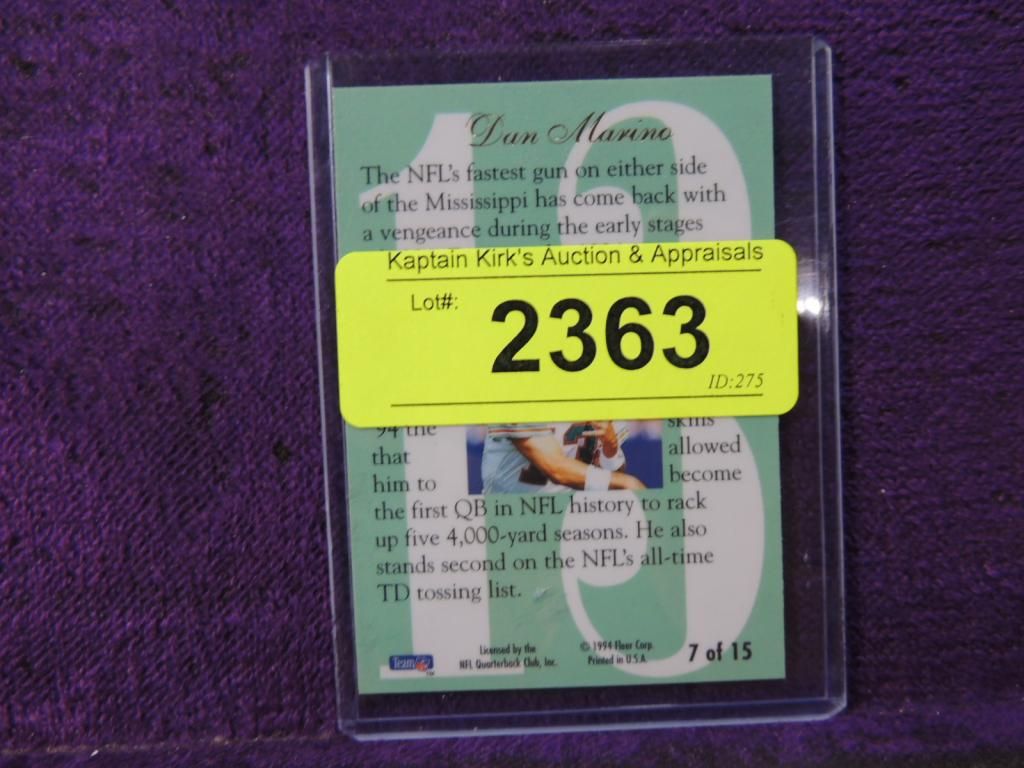 Dan Marino
The NFL's fastest gun on either side
of the Mississippi has come back with
a vengeance during the early stages
Kaptain Kirk's Auction & Appraisals
Lot#: 2363
ID:275
94 the skills
that allowed
him to become
the first QB in NFL history to rack
up five 4,000-yard seasons. He also
stands second on the NFL's all-time
TD tossing list.
13
Team NFL™
Licensed by the
NFL Quarterback Club, Inc.
© 1994 Fleer Corp.
Printed in U.S.A.
7 of 15